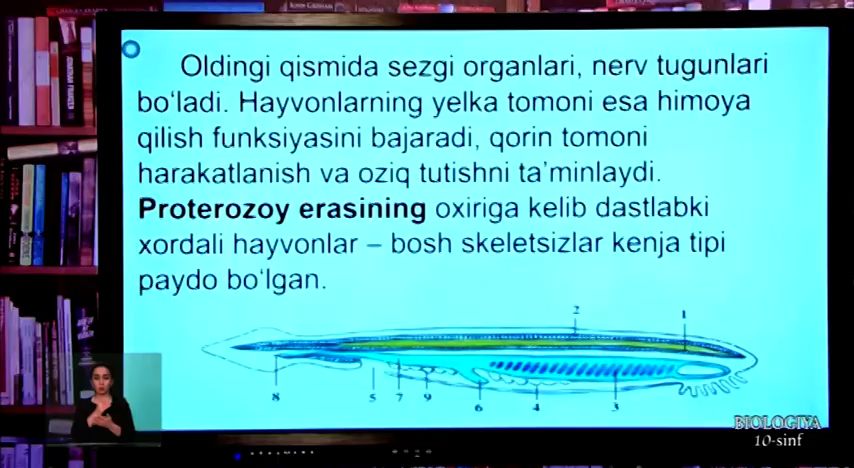 Oldingi qismida sezgi organlari, nerv tugunlari
bo‘ladi. Hayvonlarning yelka tomoni esa himoya
qilish funksiyasini bajaradi, qorin tomoni
harakatlanish va oziq tutishni ta’minlaydi.
Proterozoy erasining oxiriga kelib dastlabki
xordali hayvonlar – bosh skeletsizlar kenja tipi
paydo bo‘lgan.
2 1
8 5 7 9 6 4 3
BIOLOGIYA
10-sinf